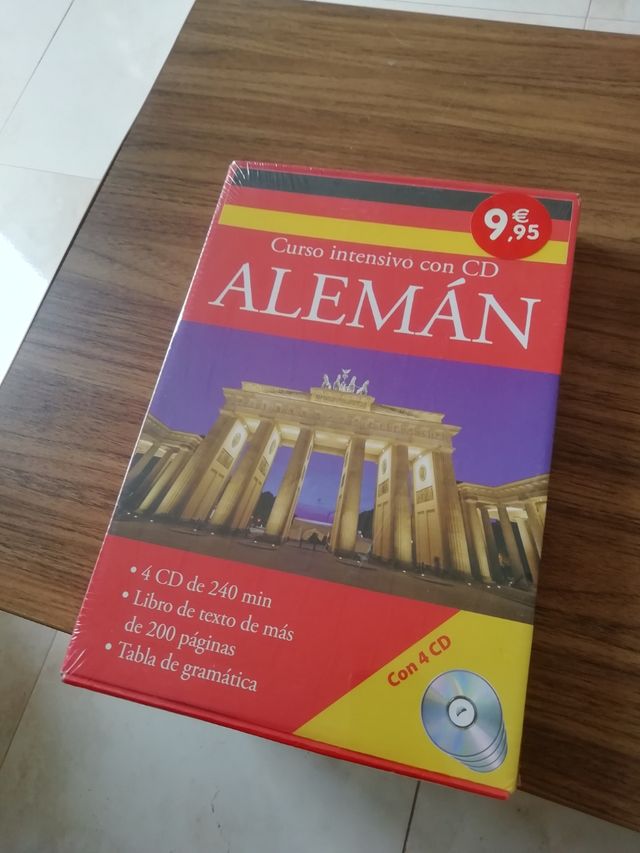 9,95 €
Curso intensivo con CD
ALEMÁN
• 4 CD de 240 min
• Libro de texto de más
de 200 páginas
• Tabla de gramática
Con 4 CD